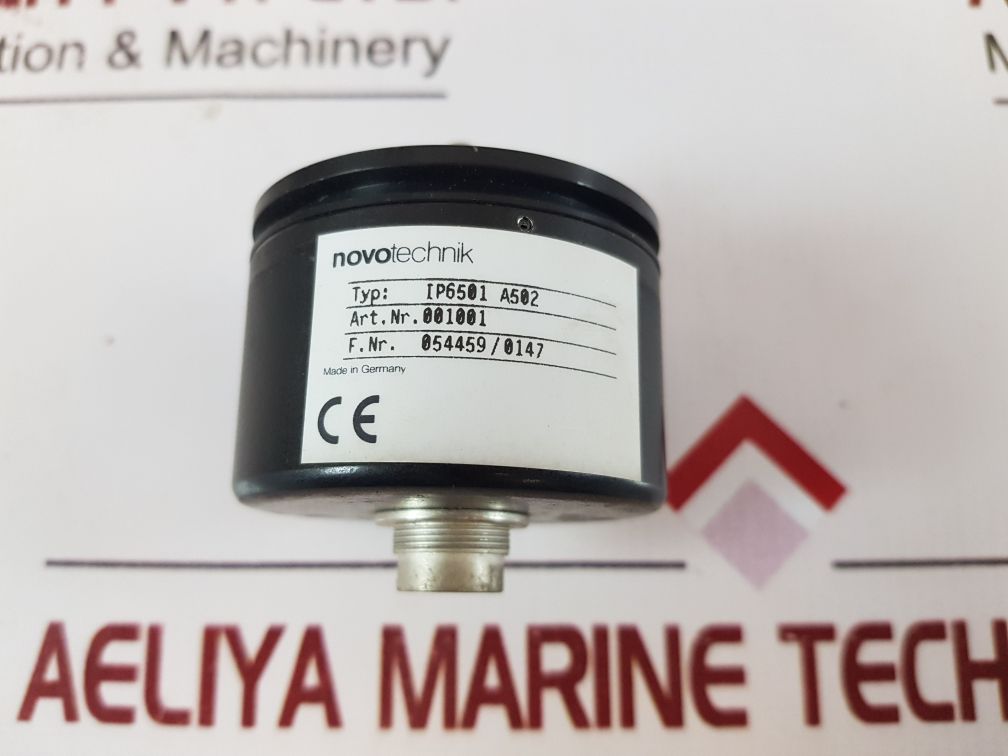 tion & Machinery
novotechnik
Typ: IP6501 A502
Art.Nr. 001001
F.Nr. 054459/0147
Made in Germany
CE
AELIYA MARINE TECH